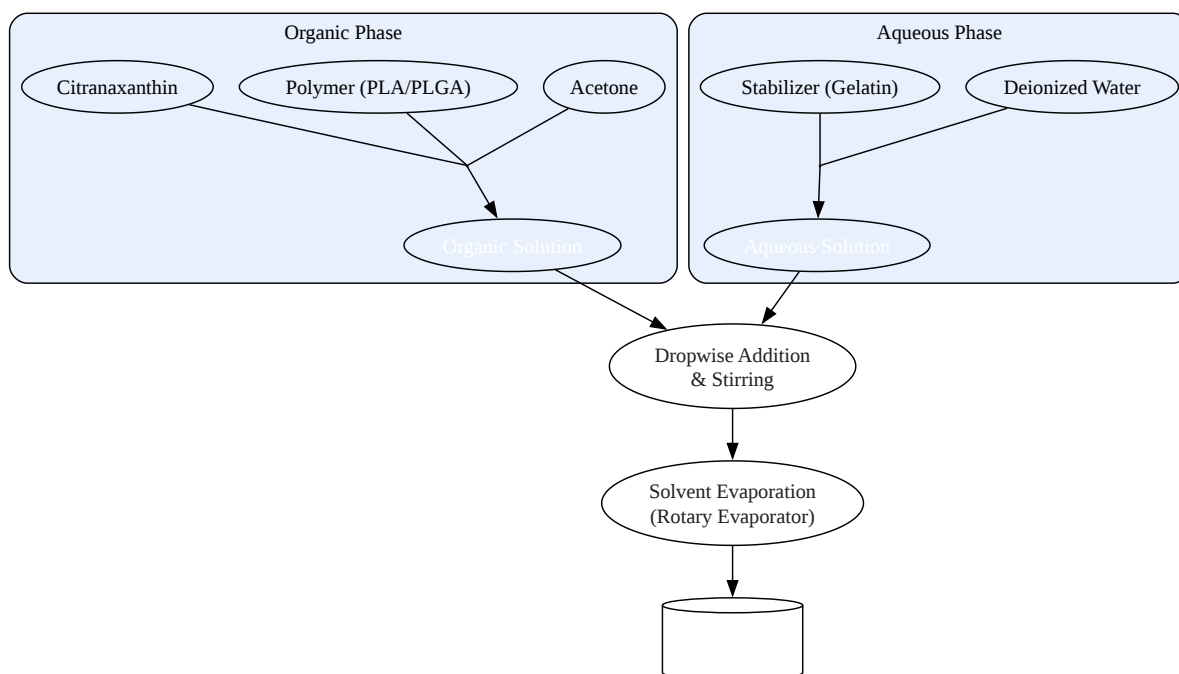 Organic Phase
Aqueous Phase
Citranaxanthin
Polymer (PLA/PLGA)
Acetone
Stabilizer (Gelatin)
Deionized Water
Organic Solution
Aqueous Solution
Dropwise Addition
& Stirring
Solvent Evaporation
(Rotary Evaporator)